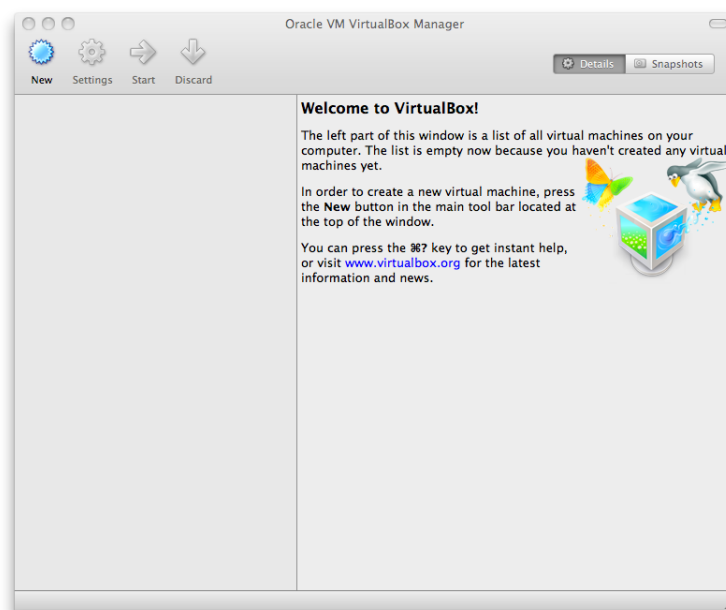 Oracle VM VirtualBox Manager
New Settings Start Discard
Details Snapshots
Welcome to VirtualBox!
The left part of this window is a list of all virtual machines on your
computer. The list is empty now because you haven't created any virtual
machines yet.
In order to create a new virtual machine, press
the New button in the main tool bar located at
the top of the window.
You can press the ⌘? key to get instant help,
or visit www.virtualbox.org for the latest
information and news.